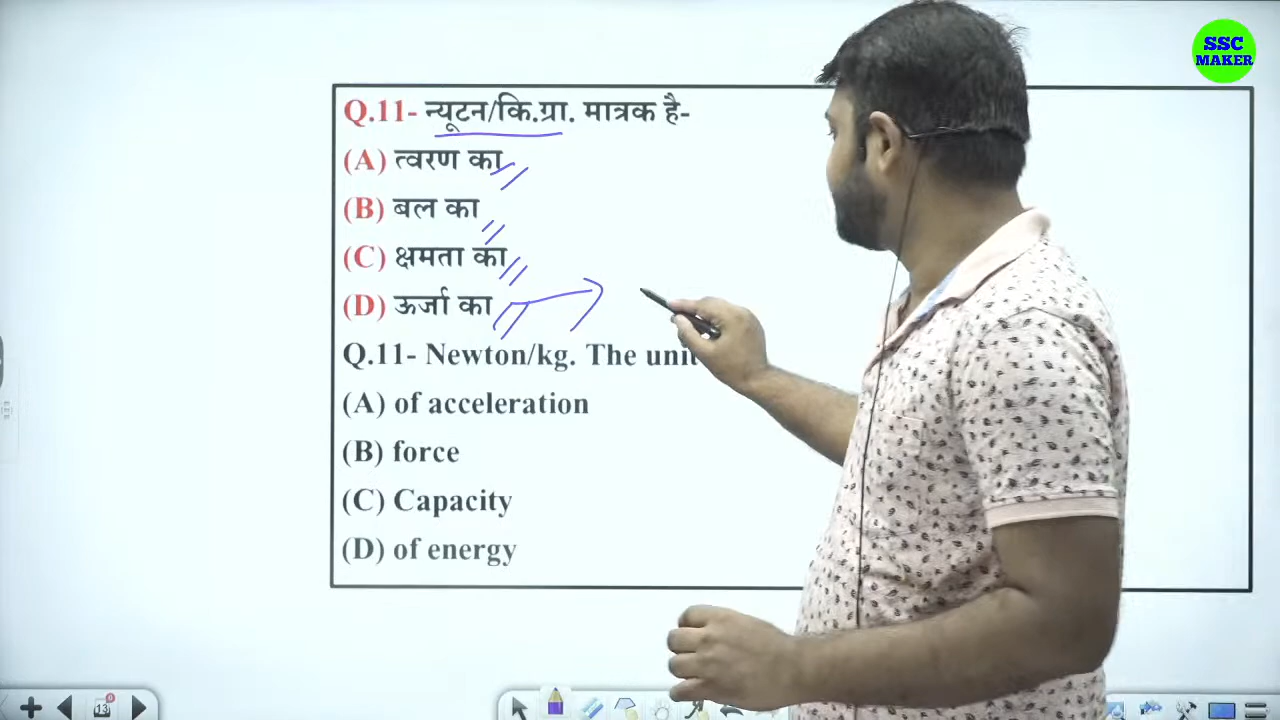 SSC
MAKER
Q.11- न्यूटन/कि.ग्रा. मात्रक है-
(A) त्वरण का
(B) बल का
(C) क्षमता का
(D) ऊर्जा का
Q.11- Newton/kg. The unit
(A) of acceleration
(B) force
(C) Capacity
(D) of energy
13